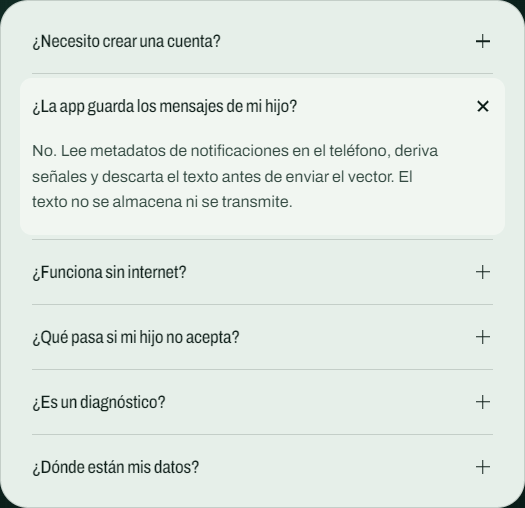 ¿Necesito crear una cuenta?
¿La app guarda los mensajes de mi hijo?
No. Lee metadatos de notificaciones en el teléfono, deriva
señales y descarta el texto antes de enviar el vector. El
texto no se almacena ni se transmite.
¿Funciona sin internet?
¿Qué pasa si mi hijo no acepta?
¿Es un diagnóstico?
¿Dónde están mis datos?